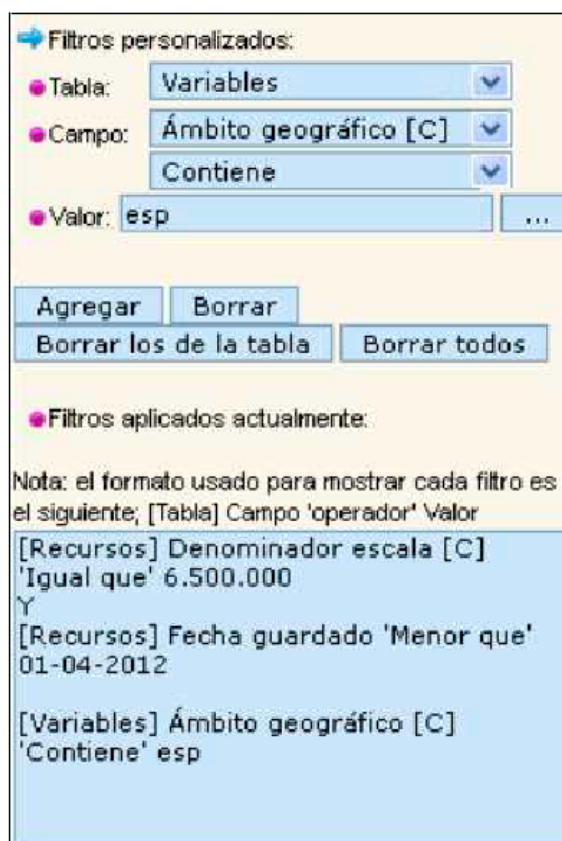 Filtros personalizados:
Tabla: Variables
Campo: Ámbito geográfico [C]
Contiene
Valor: esp ...
Agregar Borrar
Borrar los de la tabla Borrar todos
Filtros aplicados actualmente:
Nota: el formato usado para mostrar cada filtro es
el siguiente; [Tabla] Campo 'operador' Valor
[Recursos] Denominador escala [C]
'Igual que' 6.500.000
Y
[Recursos] Fecha guardado 'Menor que'
01-04-2012
[Variables] Ámbito geográfico [C]
'Contiene' esp